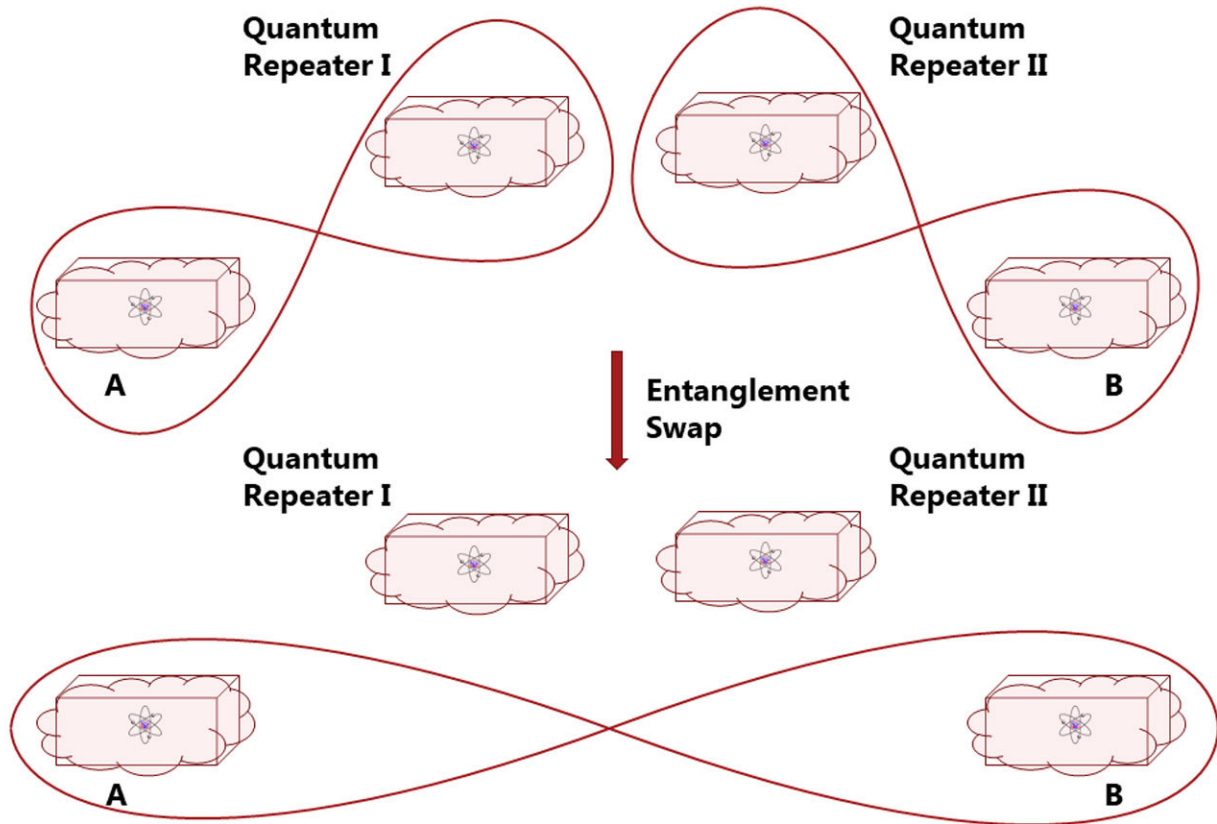 Quantum
Repeater I
Quantum
Repeater II
A
B
Entanglement
Swap
Quantum
Repeater I
Quantum
Repeater II
A
B